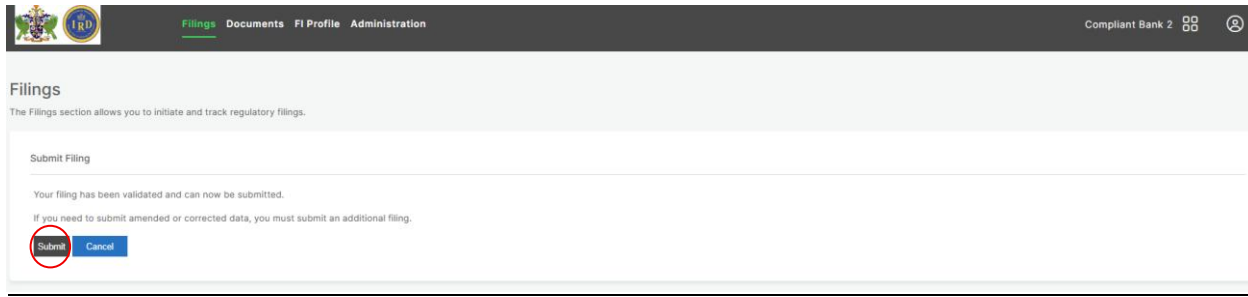 IRD
Filings Documents FI Profile Administration
Compliant Bank 2
Filings
The Filings section allows you to initiate and track regulatory filings.
Submit Filing
Your filing has been validated and can now be submitted.
If you need to submit amended or corrected data, you must submit an additional filing.
Submit Cancel